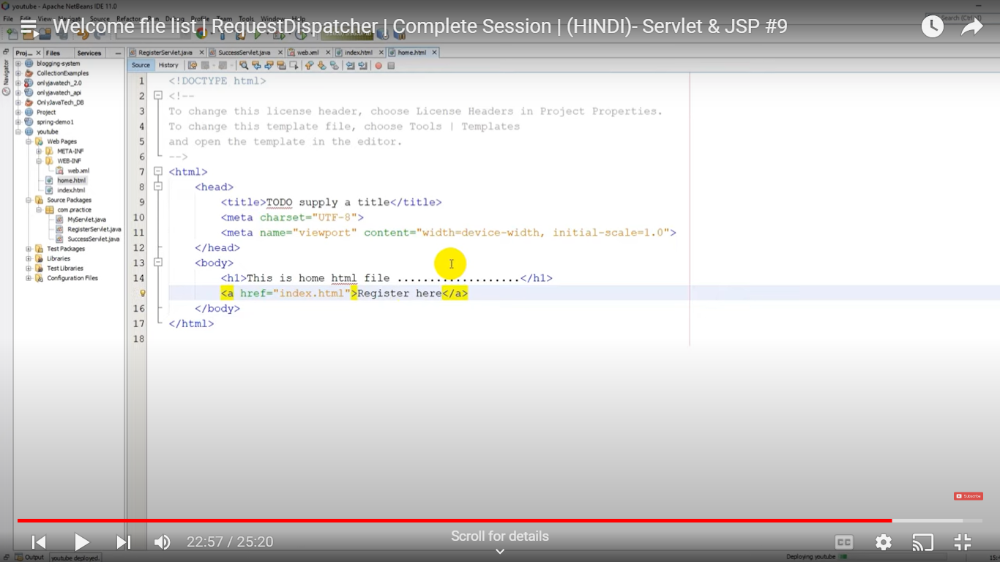 youtube - Apache NetBeans IDE 11.0
File Edit View Navigate Source Refactor Run Debug Profile Team Tools Window Help
Welcome file list | RequestDispatcher | Complete Session | (HINDI)- Servlet & JSP #9
Proj... Files Services
RegisterServlet.java SuccessServlet.java web.xml index.html home.html
Source History
Navigator
blogging-system
CollectionExamples
onlyjavatech_2.0
onlyjavatech_api
OnlyJavaTech_DB
Project
spring-demo1
youtube
Web Pages
META-INF
WEB-INF
web.xml
home.html
index.html
Source Packages
com.practice
MyServlet.java
RegisterServlet.java
SuccessServlet.java
Test Packages
Libraries
Test Libraries
Configuration Files
1 <!DOCTYPE html>
2 <!--
3 To change this license header, choose License Headers in Project Properties.
4 To change this template file, choose Tools | Templates
5 and open the template in the editor.
6 -->
7 <html>
8 <head>
9 <title>TODO supply a title</title>
10 <meta charset="UTF-8">
11 <meta name="viewport" content="width=device-width, initial-scale=1.0">
12 </head>
13 <body>
14 <h1>This is home html file ...................</h1>
<a href="index.html">Register here</a>
16 </body>
17 </html>
18
Subscribe
22:57 / 25:20
Scroll for details
CC
Output youtube deployed.
Deploying youtube